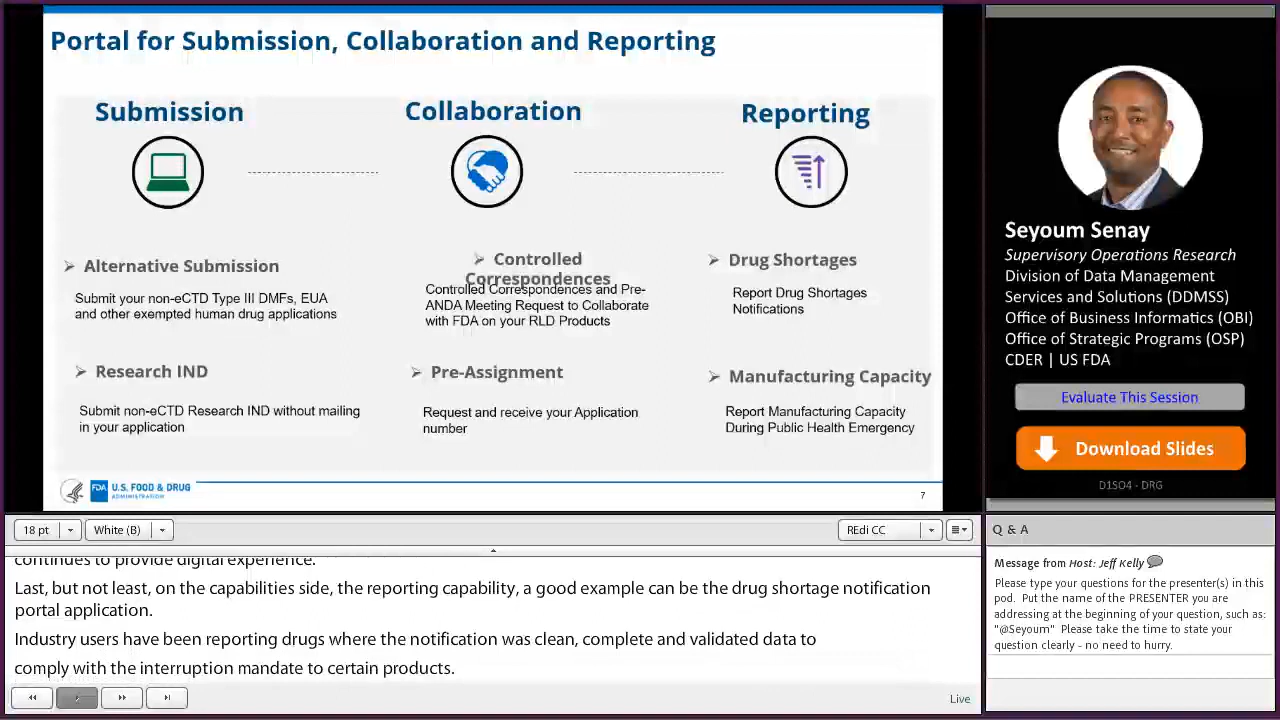 Portal for Submission, Collaboration and Reporting
Submission
Collaboration
Reporting
Alternative Submission
Submit your non-eCTD Type III DMFs, EUA
and other exempted human drug applications
Research IND
Submit non-eCTD Research IND without mailing
in your application
Controlled
Correspondences
Controlled Correspondences and Pre-
ANDA Meeting Request to Collaborate
with FDA on your RLD Products
Pre-Assignment
Request and receive your Application
number
Drug Shortages
Report Drug Shortages
Notifications
Manufacturing Capacity
Report Manufacturing Capacity
During Public Health Emergency
FDA
U.S. FOOD & DRUG
ADMINISTRATION
7
Seyoum Senay
Supervisory Operations Research
Division of Data Management
Services and Solutions (DDMSS)
Office of Business Informatics (OBI)
Office of Strategic Programs (OSP)
CDER | US FDA
Evaluate This Session
Download Slides
D1SO4 - DRG
18 pt
White (B)
REdi CC
continues to provide digital experience.
Last, but not least, on the capabilities side, the reporting capability, a good example can be the drug shortage notification
portal application.
Industry users have been reporting drugs where the notification was clean, complete and validated data to
comply with the interruption mandate to certain products.
Live
Q & A
Message from Host: Jeff Kelly
Please type your questions for the presenter(s) in this
pod. Put the name of the PRESENTER you are
addressing at the beginning of your question, such as:
"@Seyoum" Please take the time to state your
question clearly - no need to hurry.